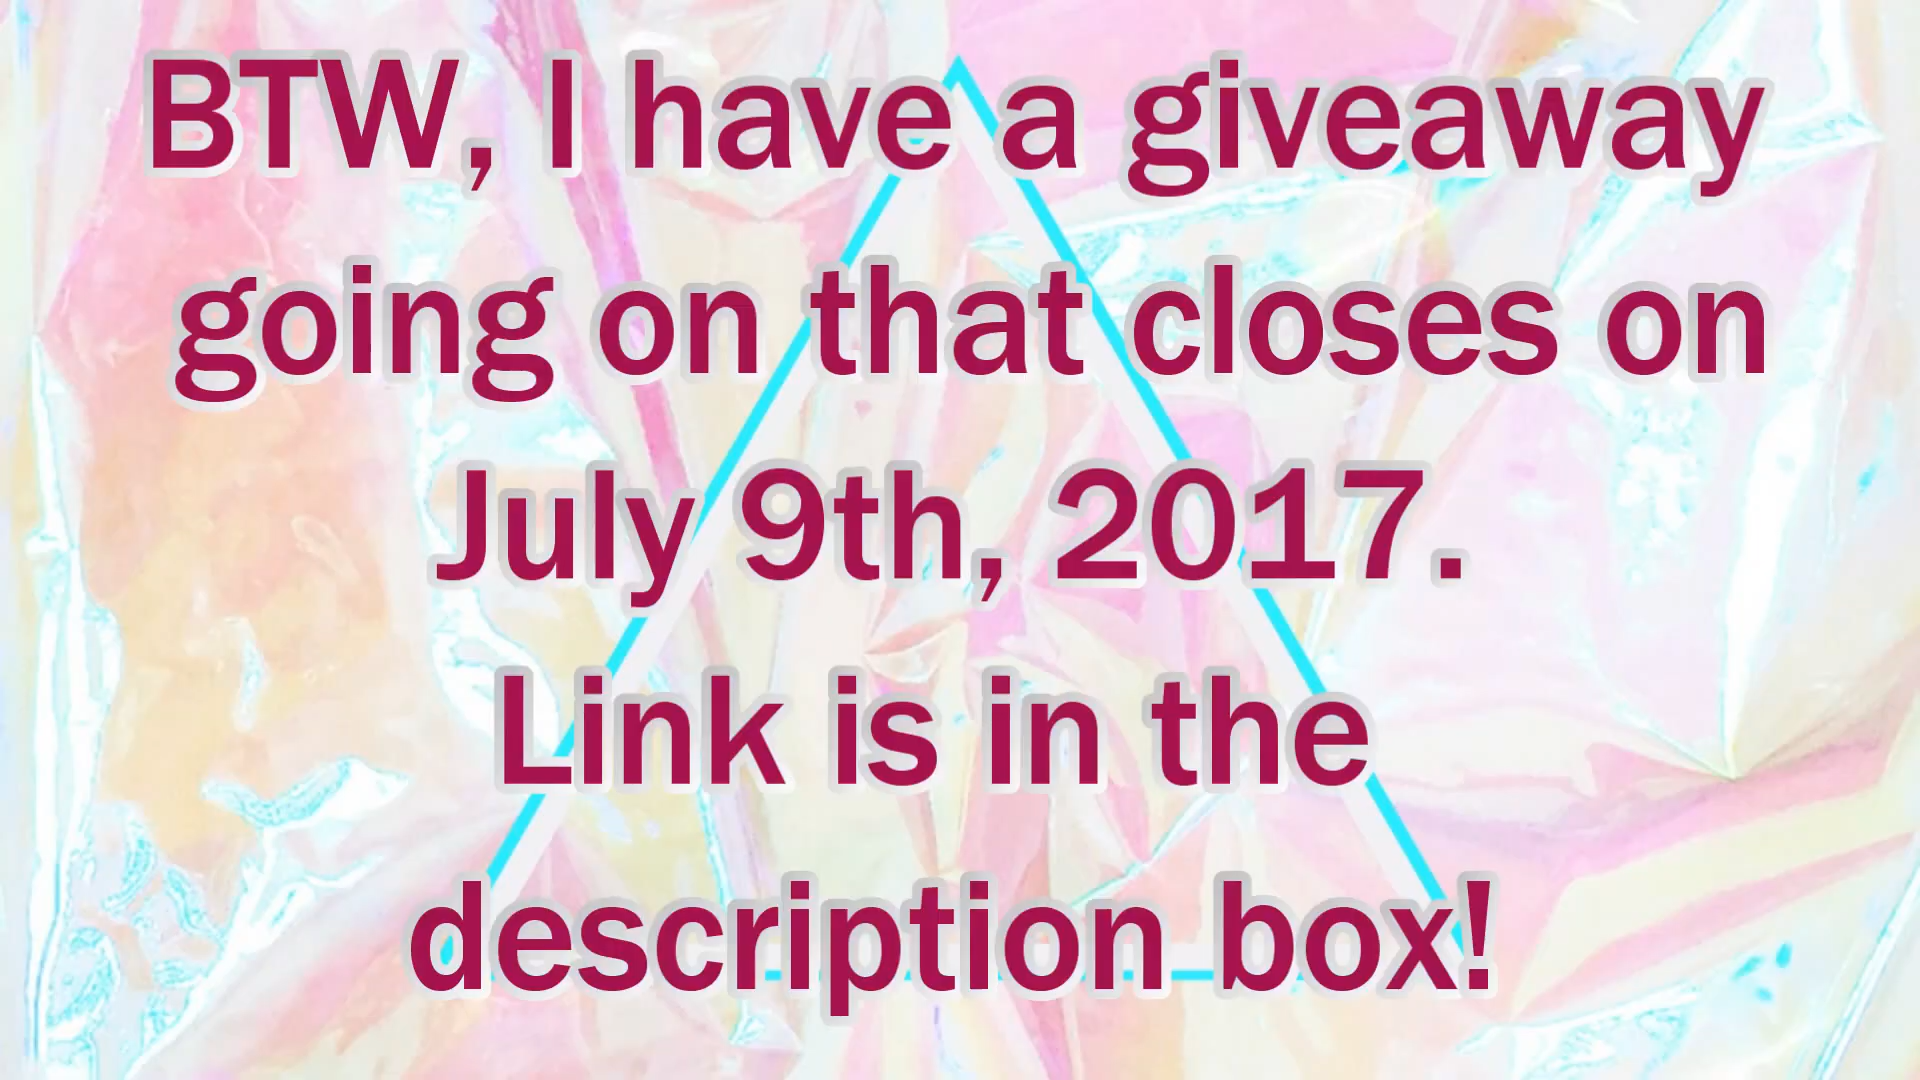 BTW, I have a giveaway
going on that closes on
July 9th, 2017.
Link is in the
description box!